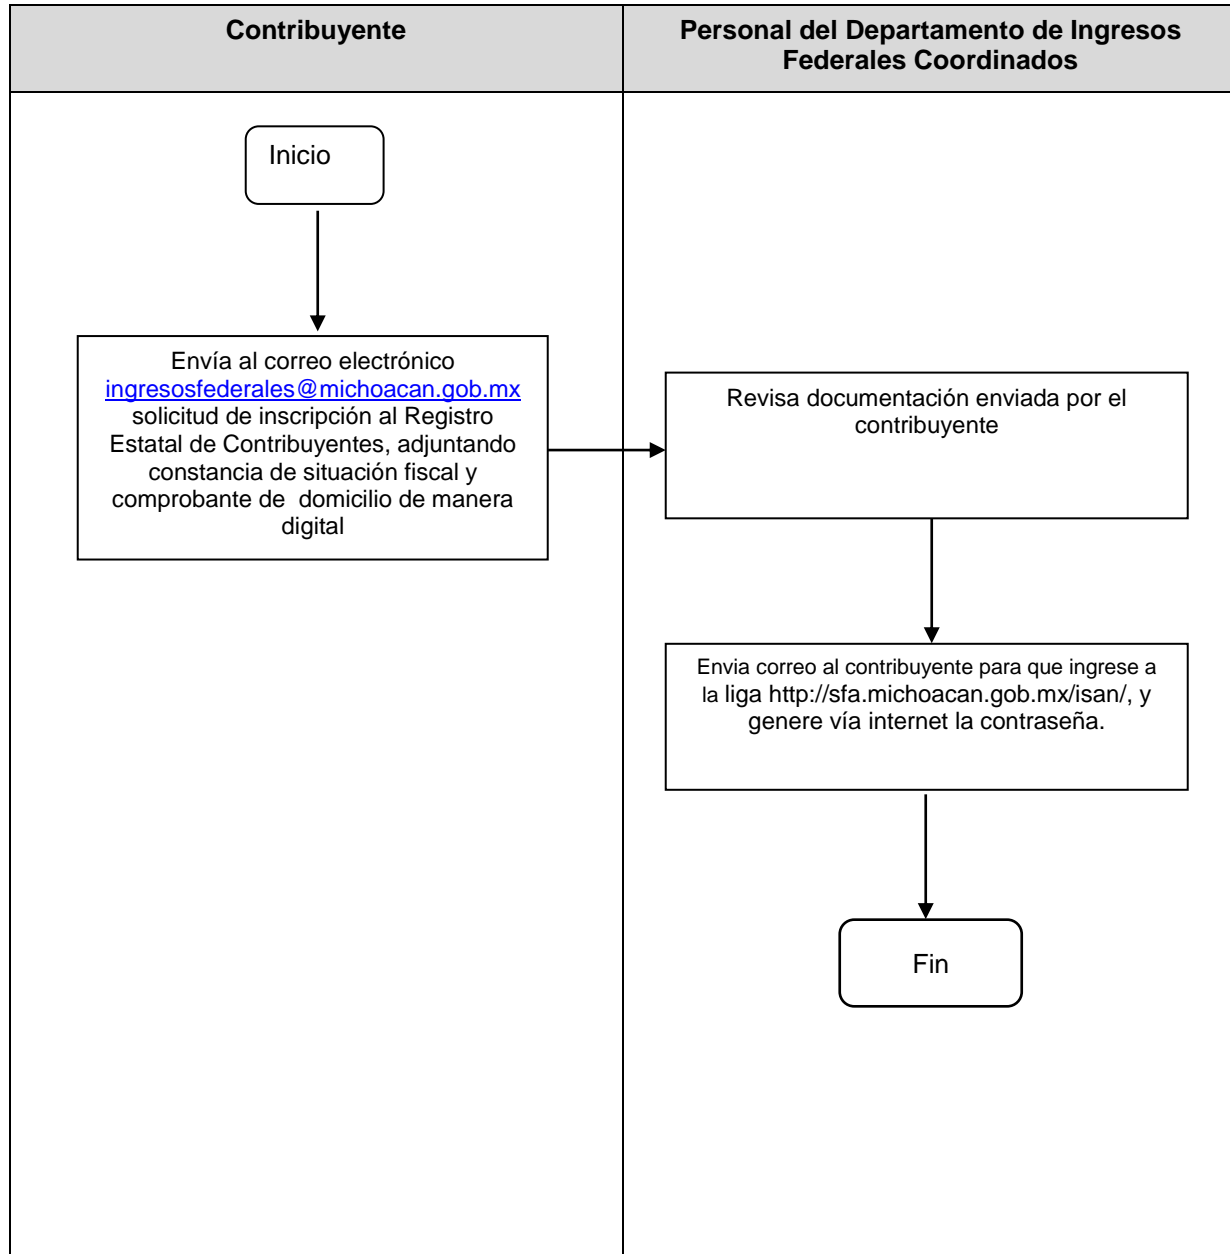 Contribuyente
Personal del Departamento de Ingresos
Federales Coordinados
Inicio
Envía al correo electrónico
ingresosfederales@michoacan.gob.mx
solicitud de inscripción al Registro
Estatal de Contribuyentes, adjuntando
constancia de situación fiscal y
comprobante de domicilio de manera
digital
Revisa documentación enviada por el
contribuyente
Envia correo al contribuyente para que ingrese a
la liga http://sfa.michoacan.gob.mx/isan/, y
genere vía internet la contraseña.
Fin